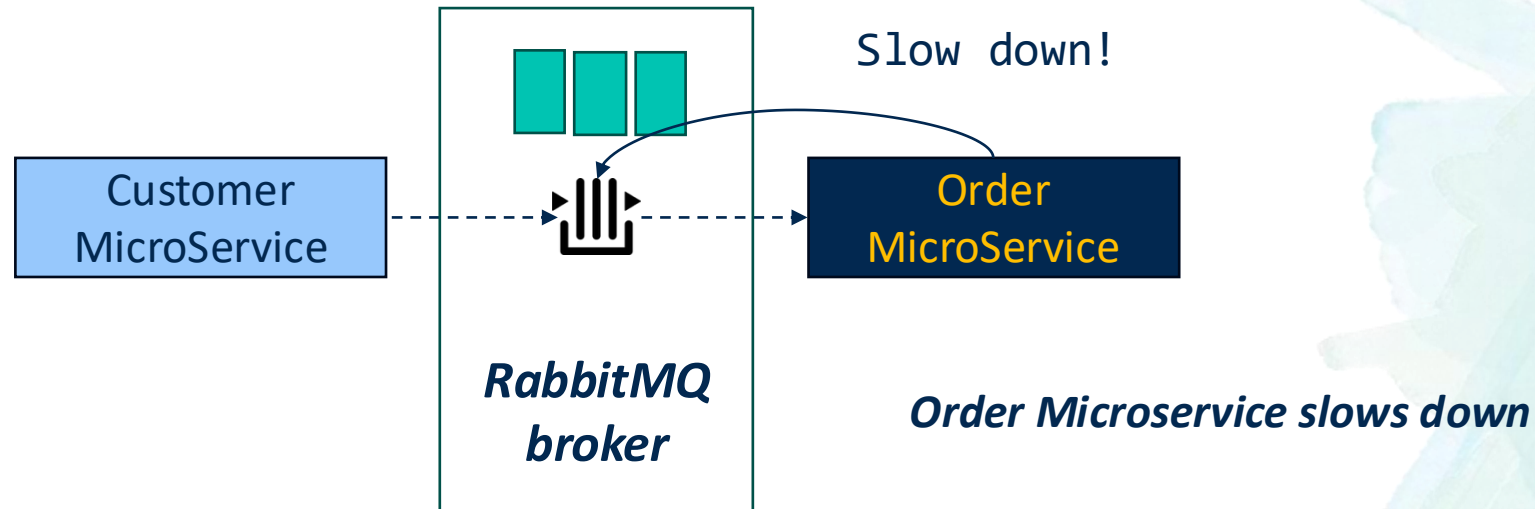 Slow down!
Customer
MicroService
Order
MicroService
RabbitMQ
broker
Order Microservice slows down